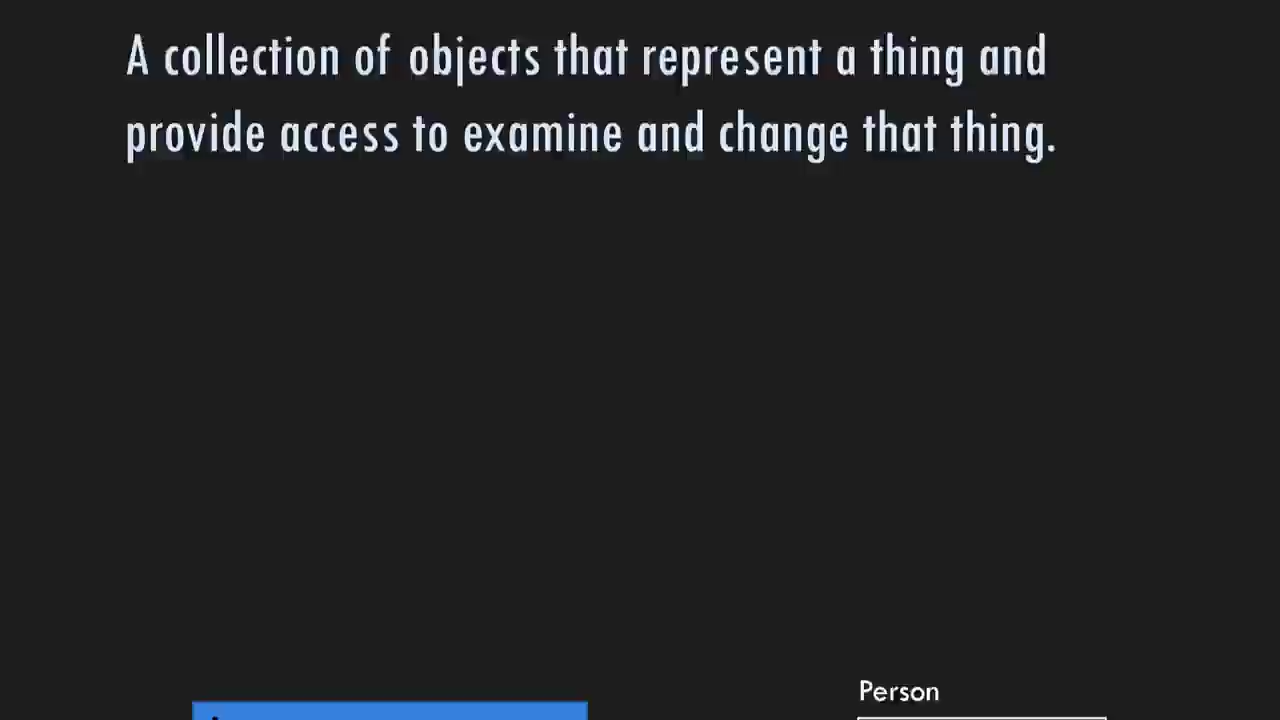 A collection of objects that represent a thing and
provide access to examine and change that thing.
Person